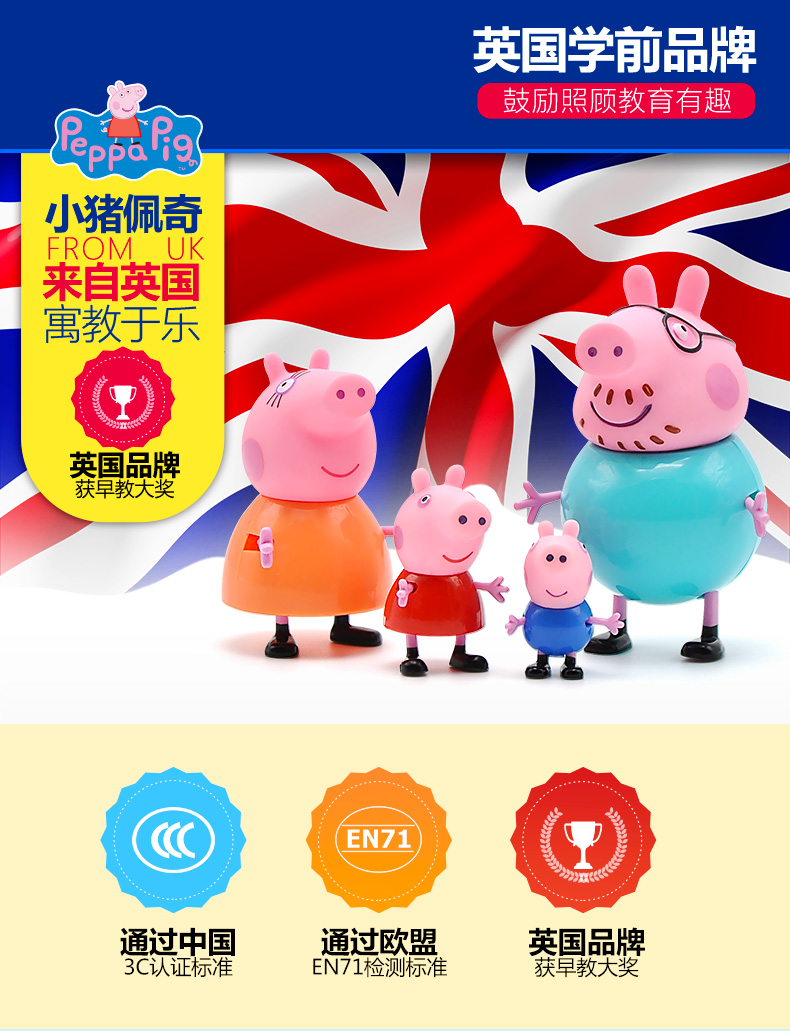 英国学前品牌
鼓励照顾教育有趣
Peppa Pig
小猪佩奇
FROM UK
来自英国
寓教于乐
英国品牌
获早教大奖
EN71
通过中国
3C认证标准
通过欧盟
EN71检测标准
英国品牌
获早教大奖